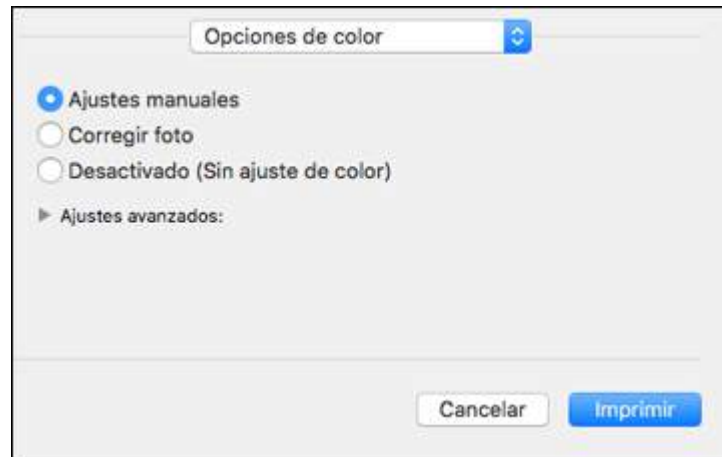 Opciones de color
Ajustes manuales
Corregir foto
Desactivado (Sin ajuste de color)
Ajustes avanzados:
Cancelar Imprimir